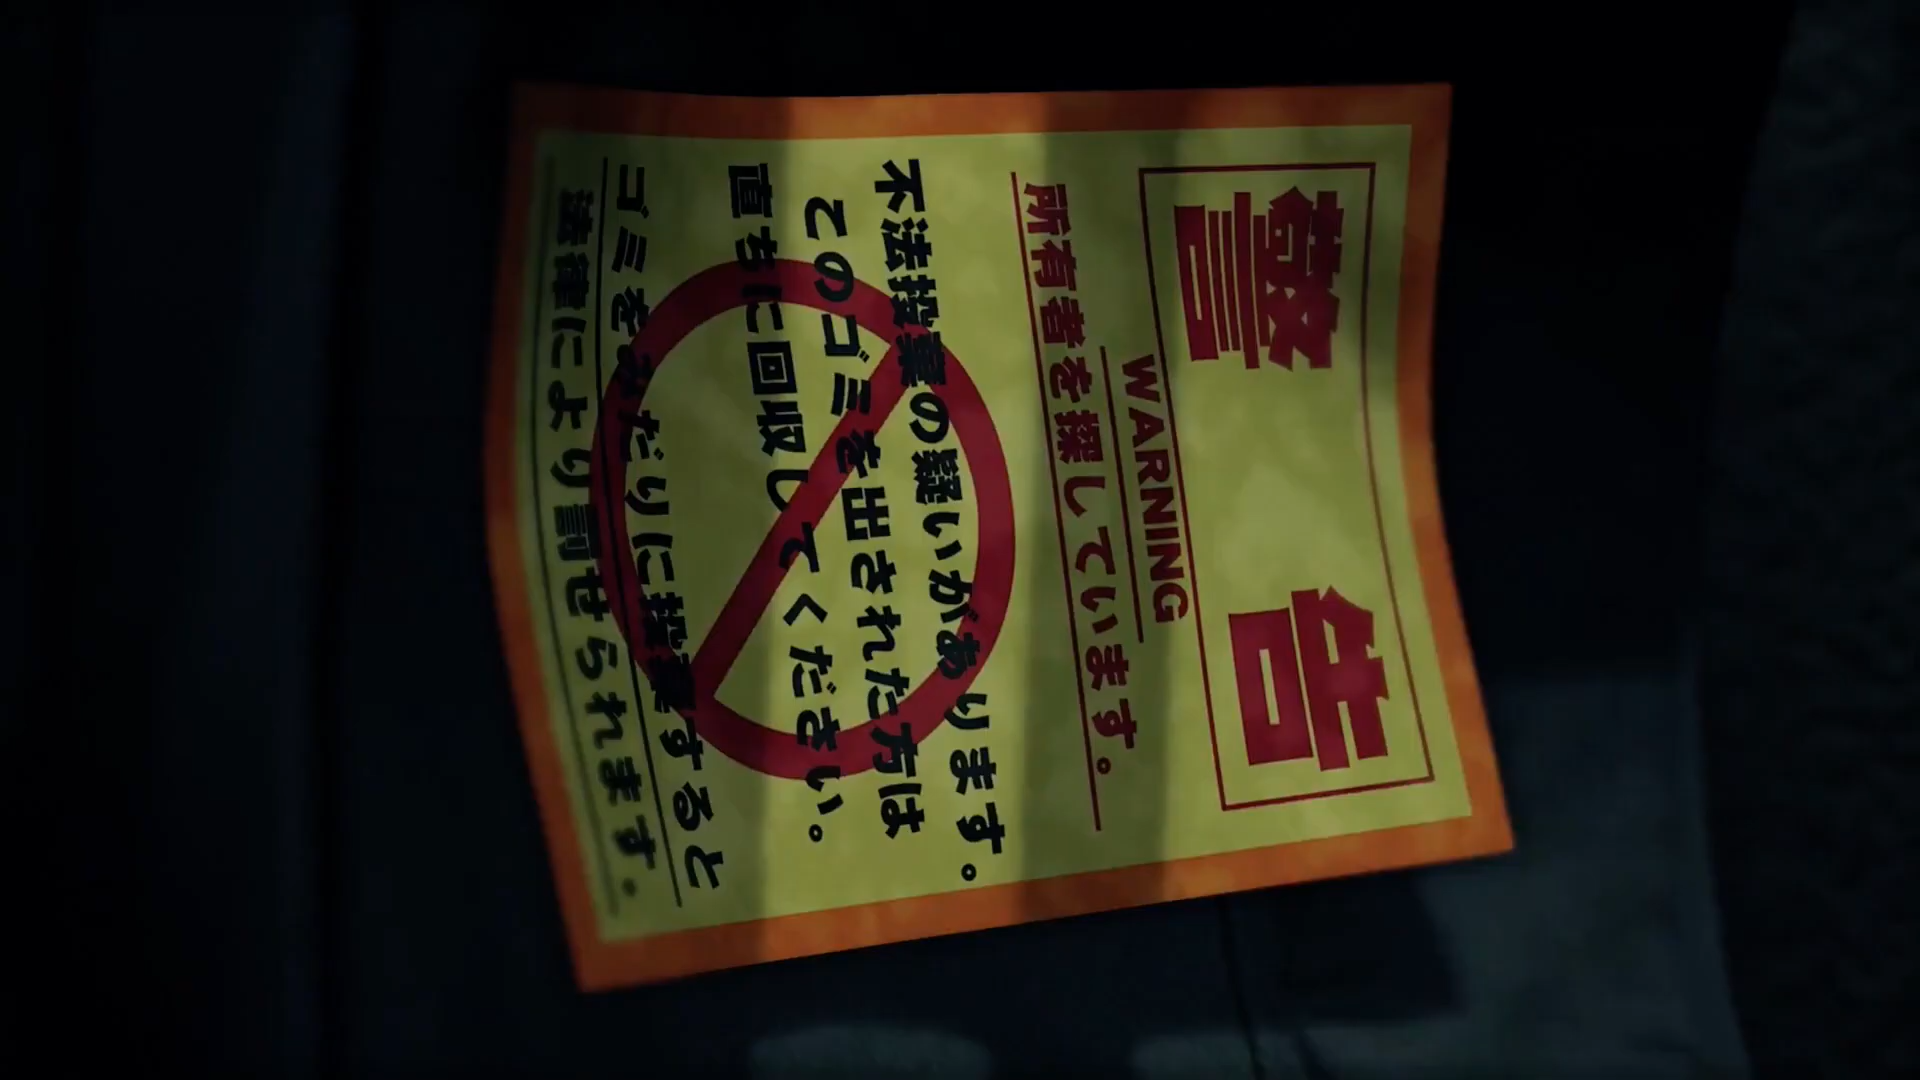 警告
WARNING
所有者を探しています。
不法投棄の疑いがあります。
このゴミを出された方は
直ちに回収してください。
ゴミをみだりに投棄すると
法律により罰せられます。